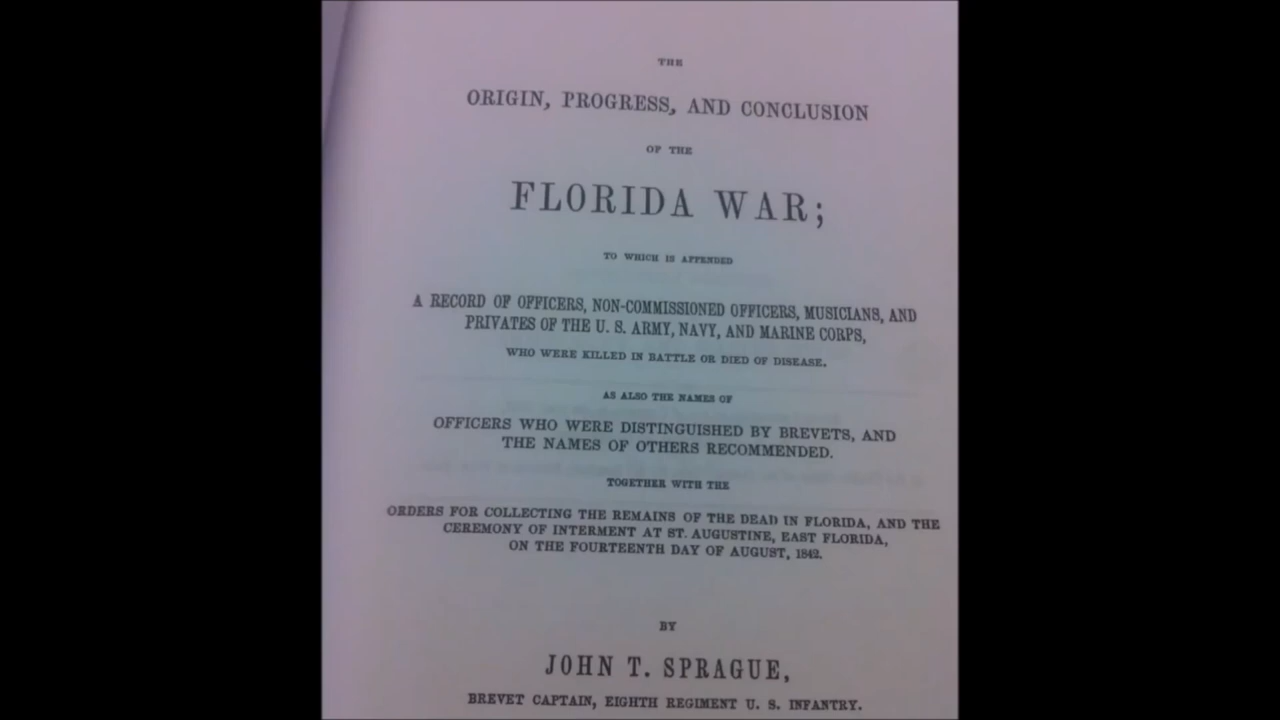 THE
ORIGIN, PROGRESS, AND CONCLUSION
OF THE
FLORIDA WAR;
TO WHICH IS APPENDED
A RECORD OF OFFICERS, NON-COMMISSIONED OFFICERS, MUSICIANS, AND
PRIVATES OF THE U. S. ARMY, NAVY, AND MARINE CORPS,
WHO WERE KILLED IN BATTLE OR DIED OF DISEASE.
AS ALSO THE NAMES OF
OFFICERS WHO WERE DISTINGUISHED BY BREVETS, AND
THE NAMES OF OTHERS RECOMMENDED.
TOGETHER WITH THE
ORDERS FOR COLLECTING THE REMAINS OF THE DEAD IN FLORIDA, AND THE
CEREMONY OF INTERMENT AT ST. AUGUSTINE, EAST FLORIDA,
ON THE FOURTEENTH DAY OF AUGUST, 1842.
BY
JOHN T. SPRAGUE,
BREVET CAPTAIN, EIGHTH REGIMENT U. S. INFANTRY.